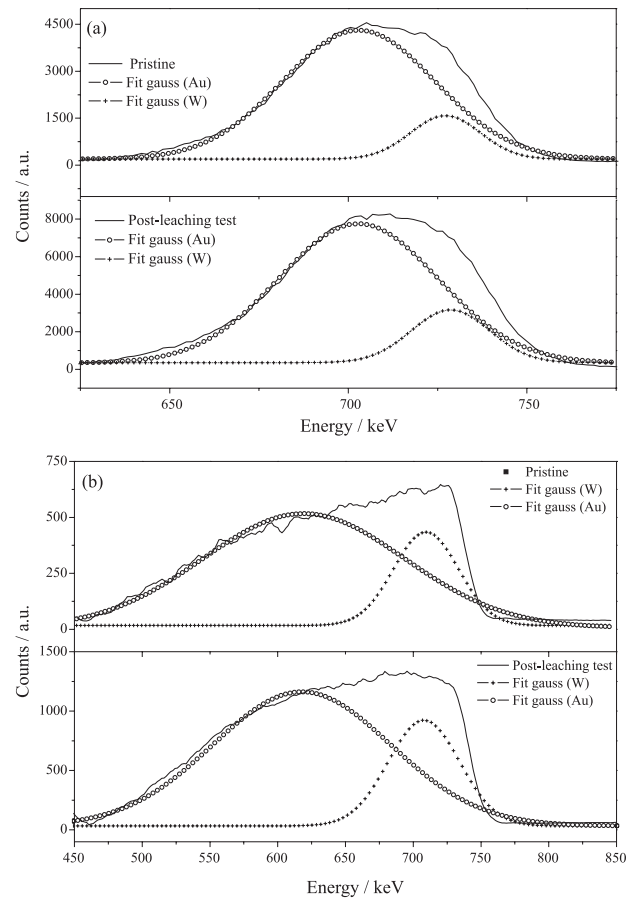 (a)
4500
3000
1500
0
Pristine
Fit gauss (Au)
Fit gauss (W)
Counts / a.u.
8000
6000
4000
2000
0
Post-leaching test
Fit gauss (Au)
Fit gauss (W)
650 700 750
Energy / keV
(b)
750
500
250
0
Pristine
Fit gauss (W)
Fit gauss (Au)
Counts / a.u.
1500
1000
750
250
0
Post-leaching test
Fit gauss (W)
Fit gauss (Au)
450 500 550 600 650 700 750 800 850
Energy / keV